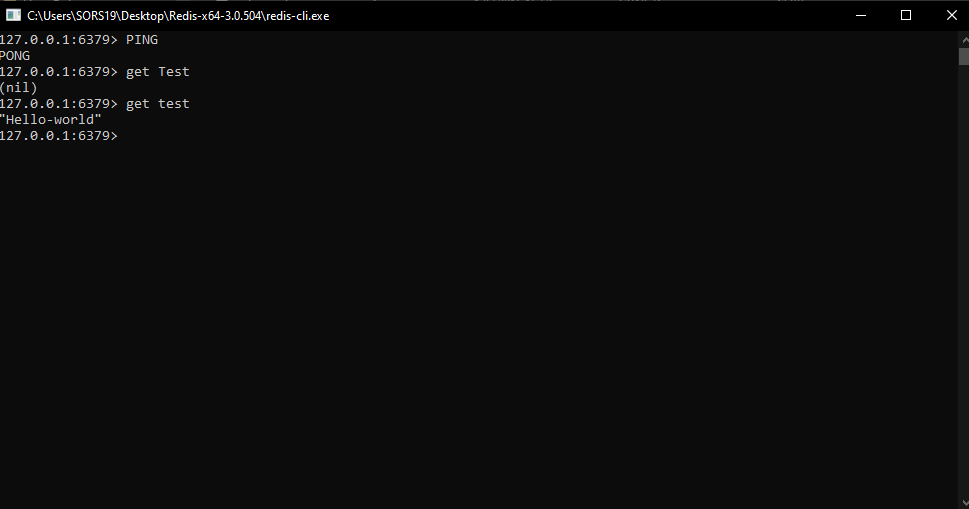 C:\Users\SORS19\Desktop\Redis-x64-3.0.504\redis-cli.exe
127.0.0.1:6379> PING
PONG
127.0.0.1:6379> get Test
(nil)
127.0.0.1:6379> get test
"Hello-world"
127.0.0.1:6379>